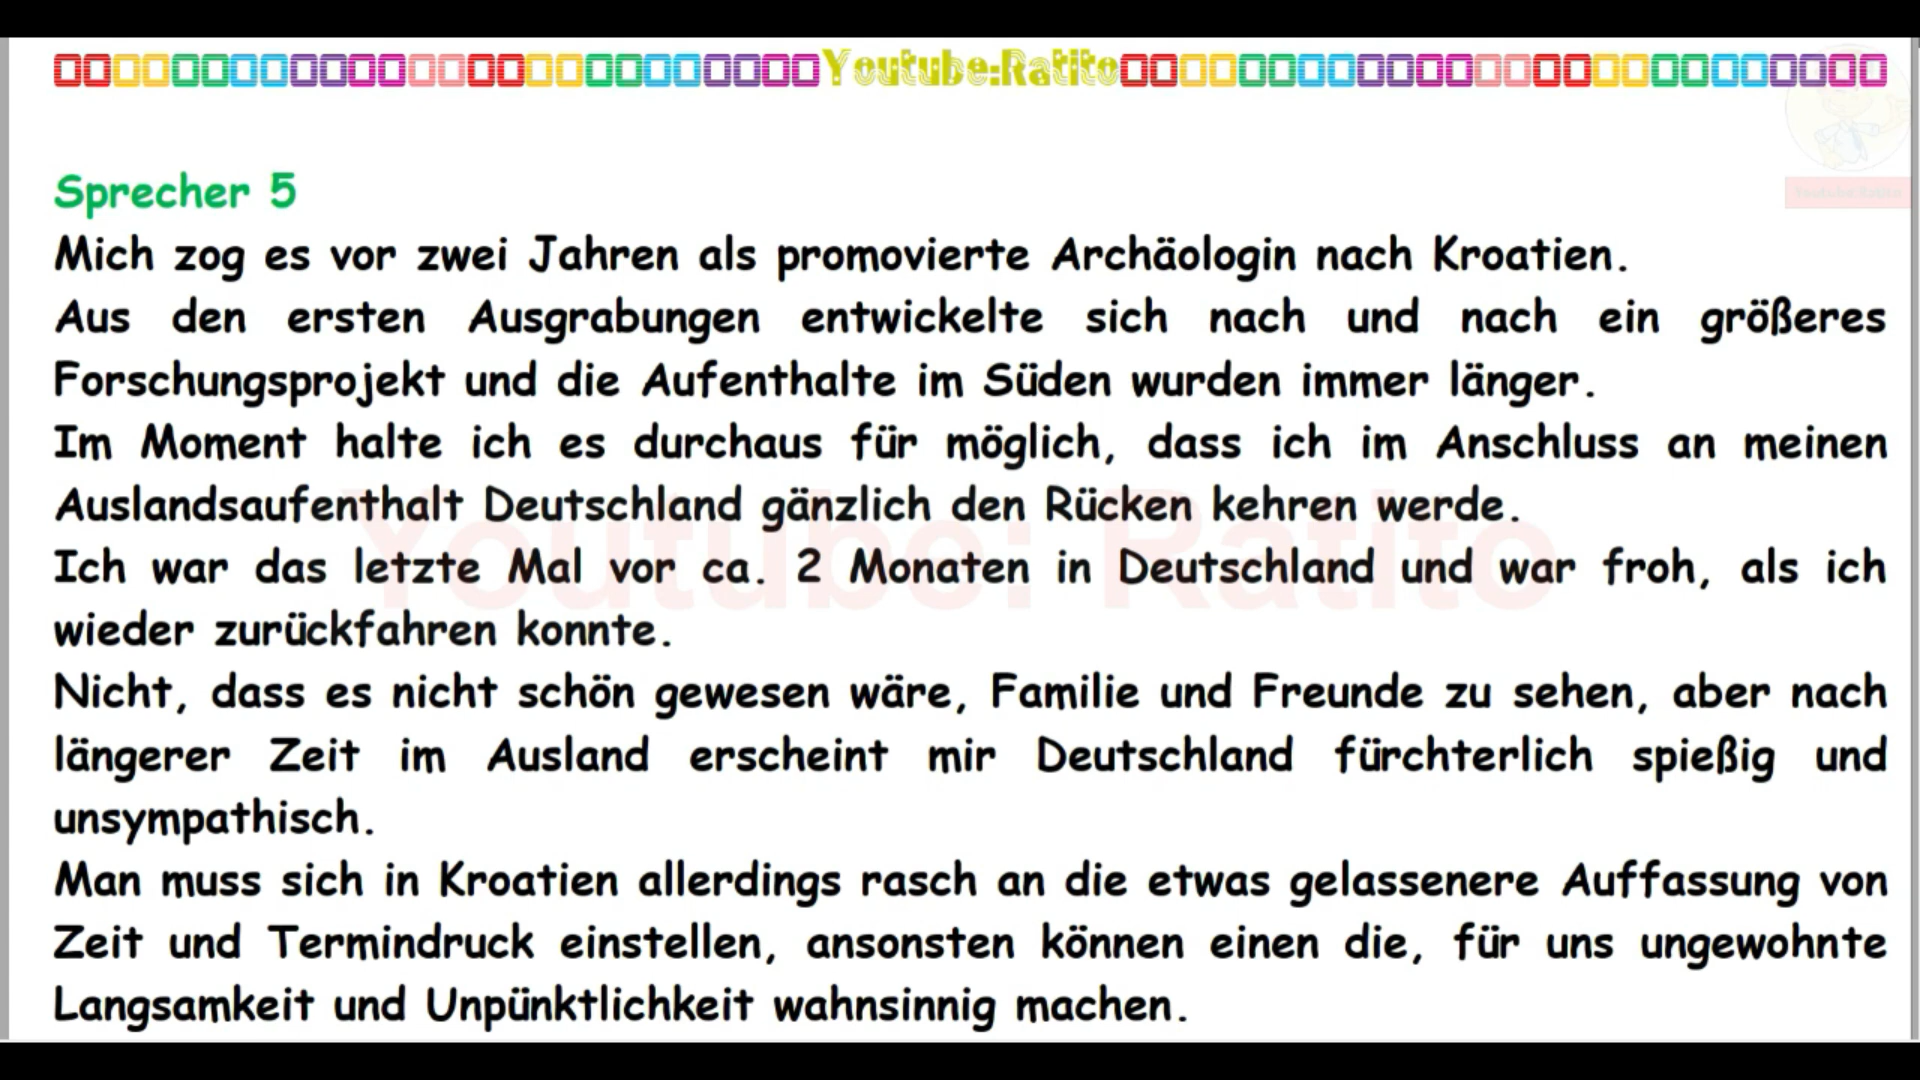 Youtube:Ratito
Youtube:Ratito
Sprecher 5
Mich zog es vor zwei Jahren als promovierte Archäologin nach Kroatien.
Aus den ersten Ausgrabungen entwickelte sich nach und nach ein größeres
Forschungsprojekt und die Aufenthalte im Süden wurden immer länger.
Im Moment halte ich es durchaus für möglich, dass ich im Anschluss an meinen
Auslandsaufenthalt Deutschland gänzlich den Rücken kehren werde.
Youtube: Ratito
Ich war das letzte Mal vor ca. 2 Monaten in Deutschland und war froh, als ich
wieder zurückfahren konnte.
Nicht, dass es nicht schön gewesen wäre, Familie und Freunde zu sehen, aber nach
längerer Zeit im Ausland erscheint mir Deutschland fürchterlich spießig und
unsympathisch.
Man muss sich in Kroatien allerdings rasch an die etwas gelassenere Auffassung von
Zeit und Termindruck einstellen, ansonsten können einen die, für uns ungewohnte
Langsamkeit und Unpünktlichkeit wahnsinnig machen.